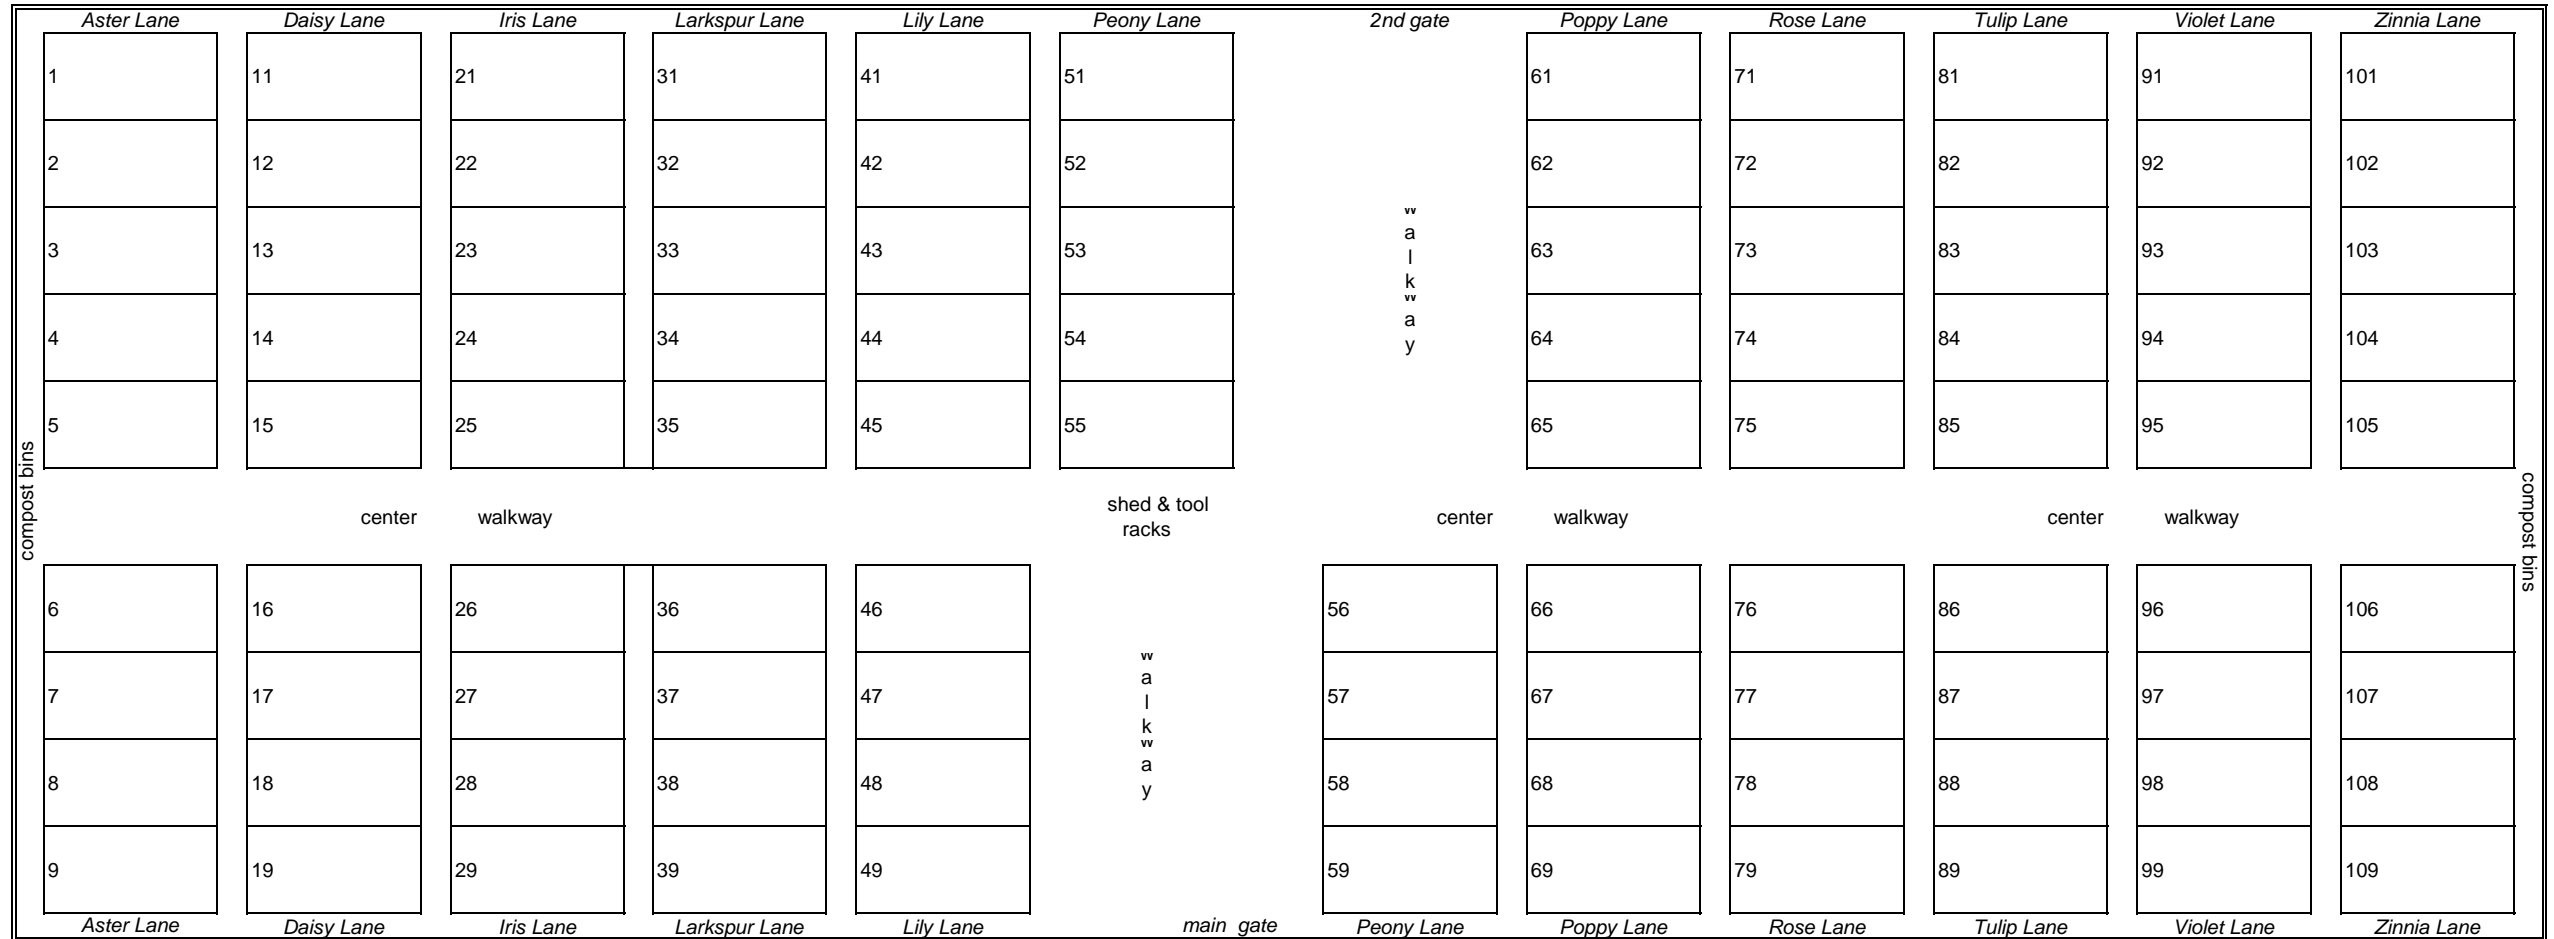 Aster Lane Daisy Lane Iris Lane Larkspur Lane Lily Lane Peony Lane 2nd gate Poppy Lane Rose Lane Tulip Lane Violet Lane Zinnia Lane
1 11 21 31 41 51 61 71 81 91 101
2 12 22 32 42 52 62 72 82 92 102
walkway
3 13 23 33 43 53 63 73 83 93 103
4 14 24 34 44 54 64 74 84 94 104
5 15 25 35 45 55 65 75 85 95 105
compost bins
center walkway
shed & tool
racks
center walkway
center walkway
compost bins
6 16 26 36 46 56 66 76 86 96 106
walkway
7 17 27 37 47 57 67 77 87 97 107
8 18 28 38 48 58 68 78 88 98 108
9 19 29 39 49 59 69 79 89 99 109
Aster Lane Daisy Lane Iris Lane Larkspur Lane Lily Lane main gate Peony Lane Poppy Lane Rose Lane Tulip Lane Violet Lane Zinnia Lane